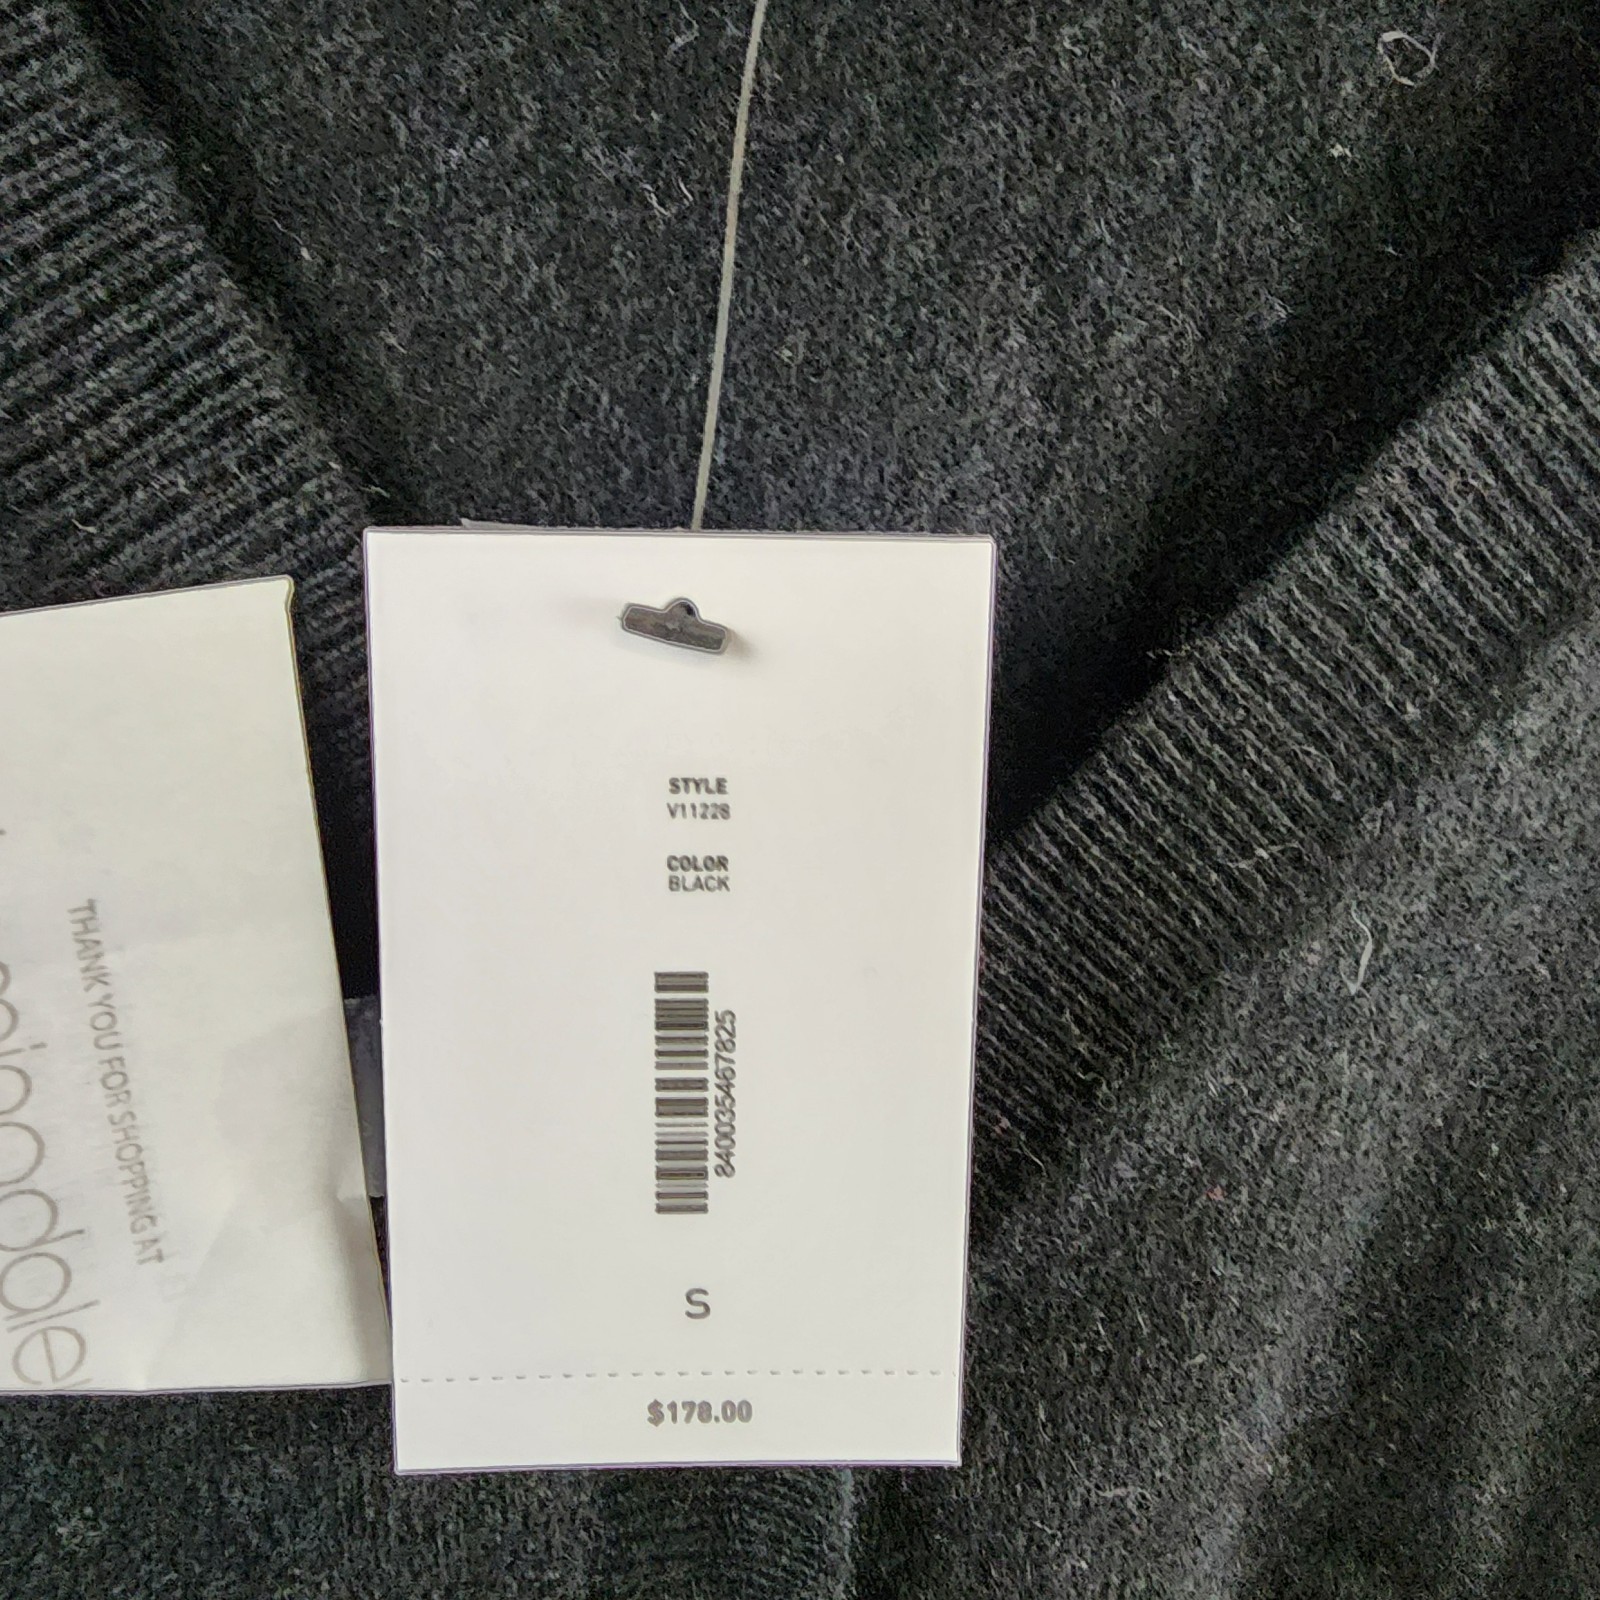 STYLE
V11228
COLOR
BLACK
840035467825
S
$178.00
THANK YOU FOR SHOPPING AT